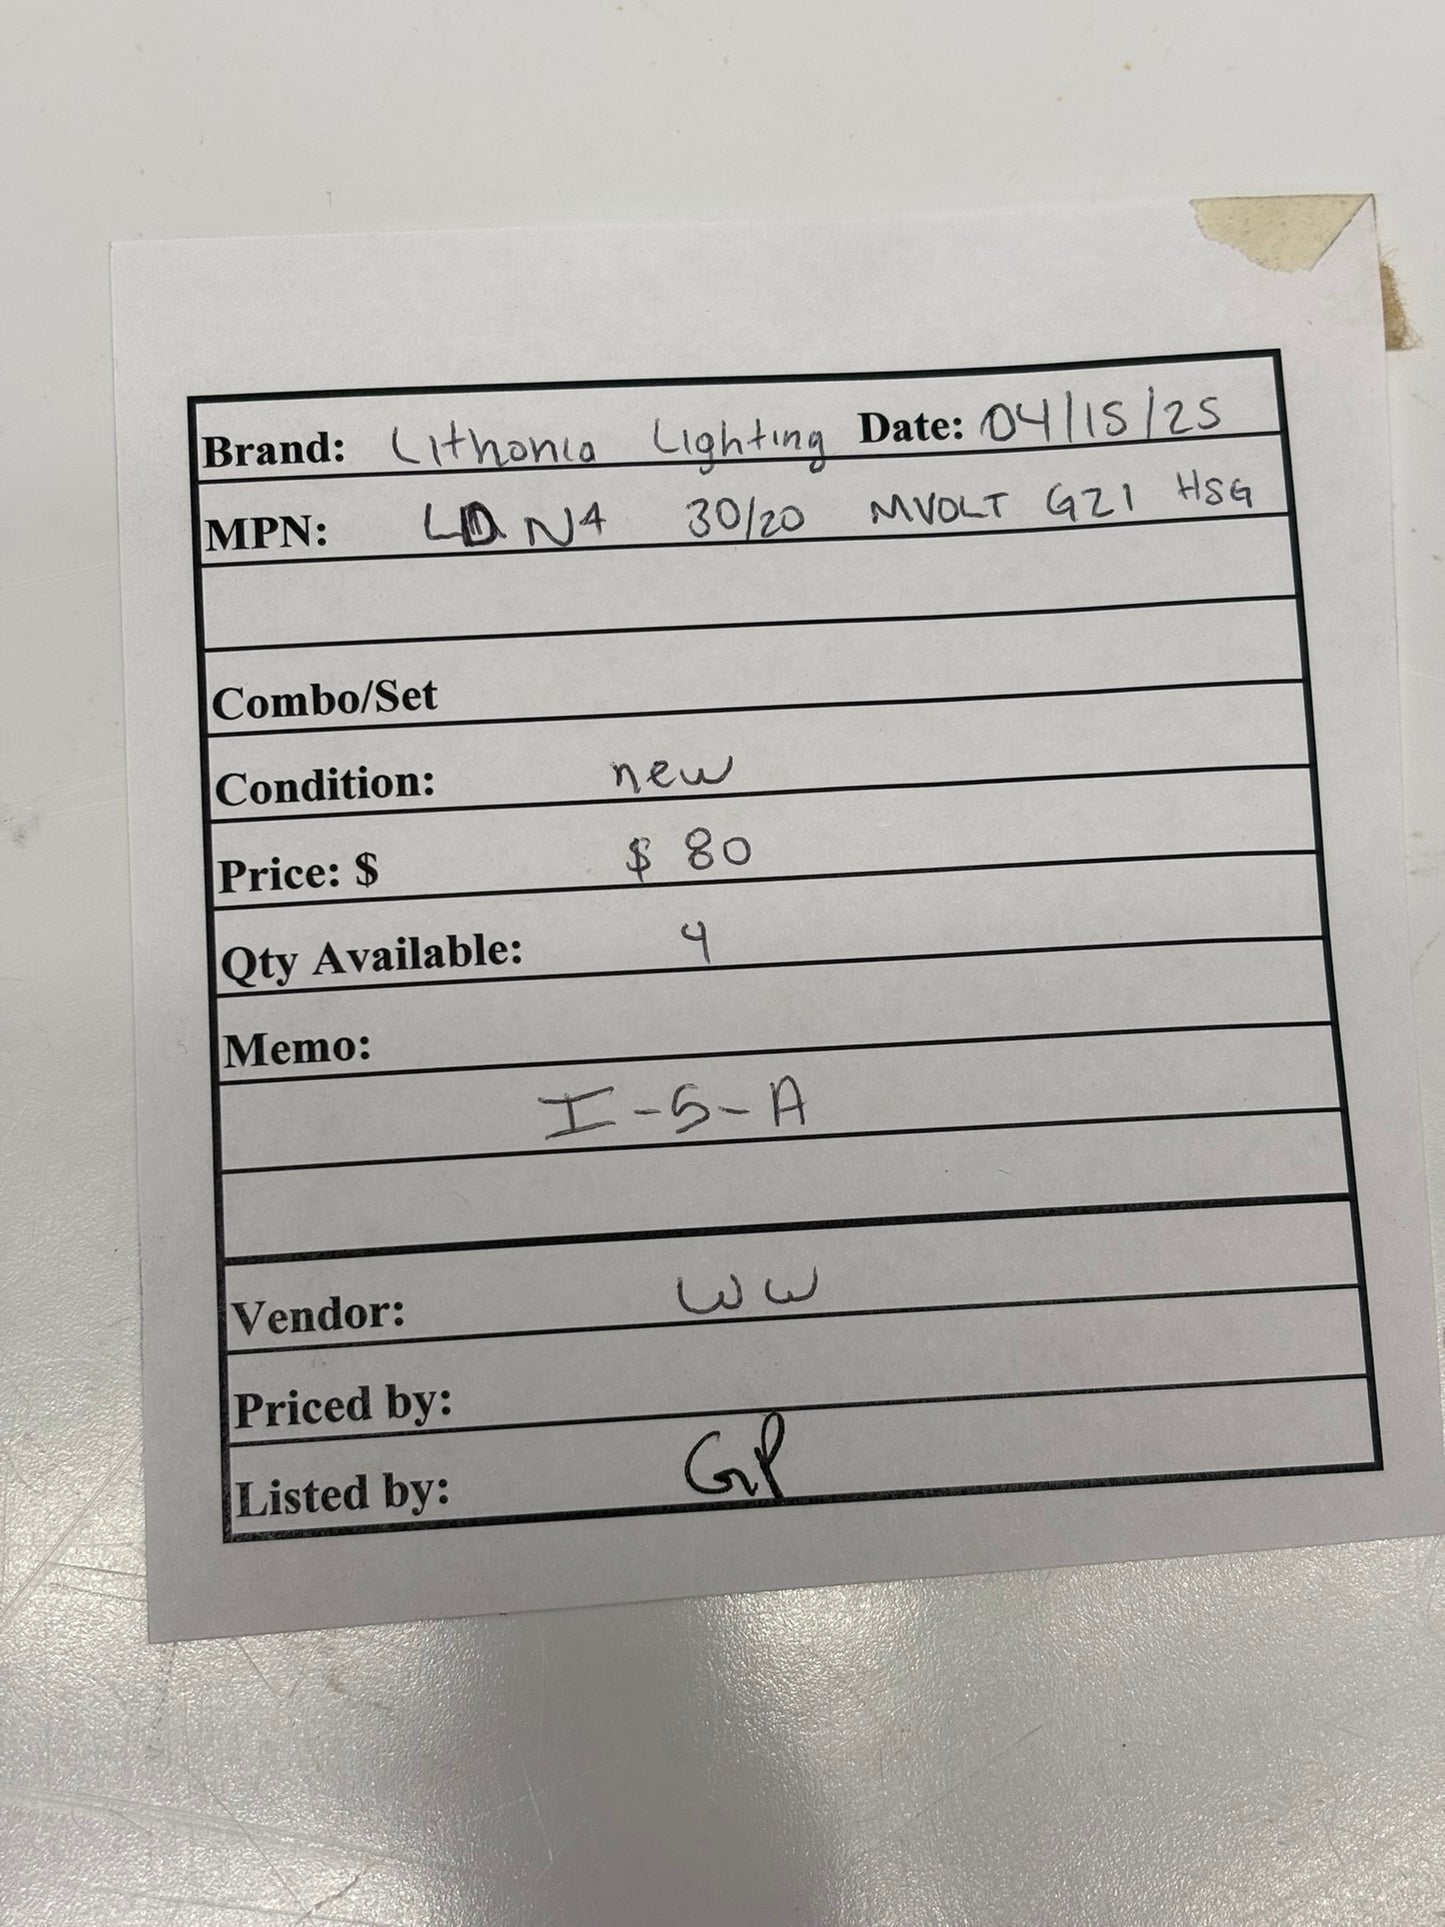 Brand: Lithonia Lighting Date: 04/15/25
MPN: LDN4 30/20 MVOLT GZ1 HSG
Combo/Set
Condition: new
Price: $ $ 80
Qty Available: 4
Memo:
I-5-A
Vendor: WW
Priced by:
Listed by: GP